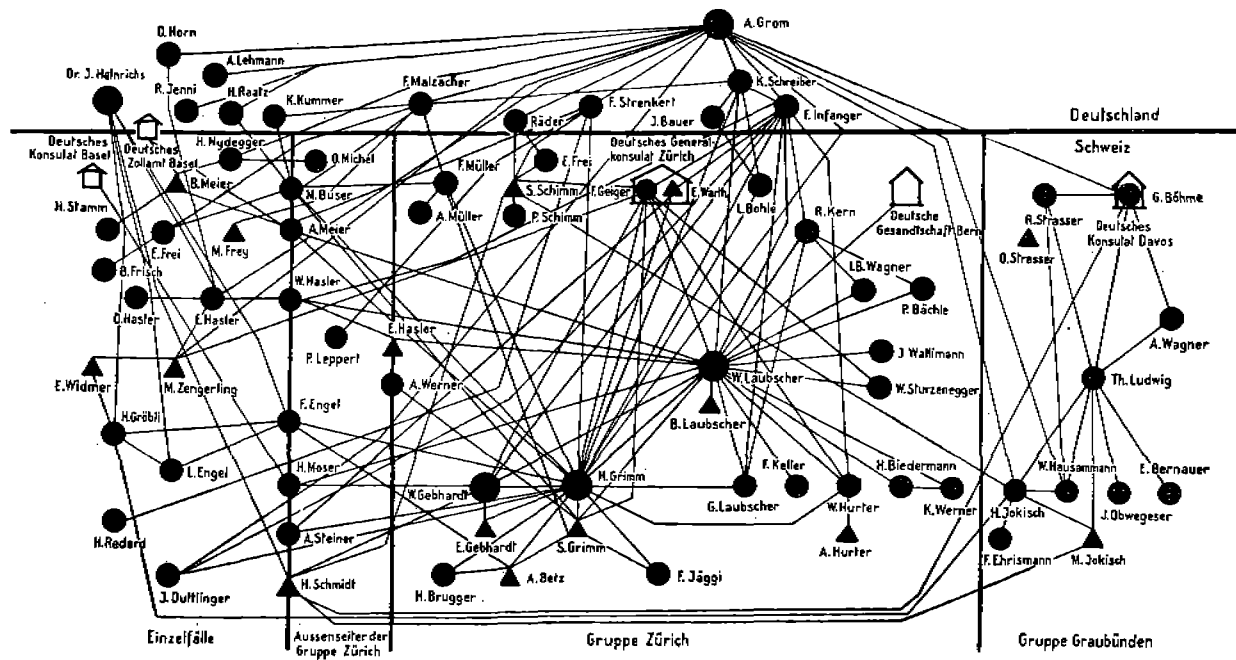 O. Horn
A. Grom
A. Lehmann
Dr. J. Heinrichs
F. Malzacher
K. Schreiber
R. Jenni
H. Raatz
K. Kummer
F. Strenkert
Räder
J. Bauer
E. Infanger
Deutschland
Deutsches
Konsulat Basel
Deutsches
Zollamt Basel
H. Nydegger
O. Michel
E. Frei
Deutsches General-
konsulat Zürich
Schweiz
B. Meier
M. Buser
F. Müller
S. Schimm
F. Geiger
E. Warth
L. Bohle
H. Stamm
A. Müller
P. Schimm
R. Kern
Deutsche
Gesandtschaft Bern
R. Strasser
G. Böhme
Deutsches
Konsulat Davos
E. Frei
M. Frey
A. Meier
O. Strasser
B. Frisch
W. Hasler
I.B. Wagner
P. Bächle
O. Hasler
E. Hasler
E. Hasler
P. Leppert
J. Wallimann
A. Wagner
E. Widmer
M. Zengerling
A. Werner
W. Laubscher
W. Sturzenegger
Th. Ludwig
B. Laubscher
H. Gröbli
F. Engel
L. Engel
H. Moser
W. Gebhardt
H. Grimm
F. Keller
G. Laubscher
W. Hurter
H. Biedermann
K. Werner
H. Jokisch
W. Hausammann
J. Obwegeser
E. Bernauer
H. Redard
A. Steiner
E. Gebhardt
S. Grimm
A. Hurter
F. Ehrismann
M. Jokisch
J. Duttlinger
H. Schmidt
H. Brugger
A. Betz
F. Jäggi
Einzelfälle
Aussenseiter der
Gruppe Zürich
Gruppe Zürich
Gruppe Graubünden